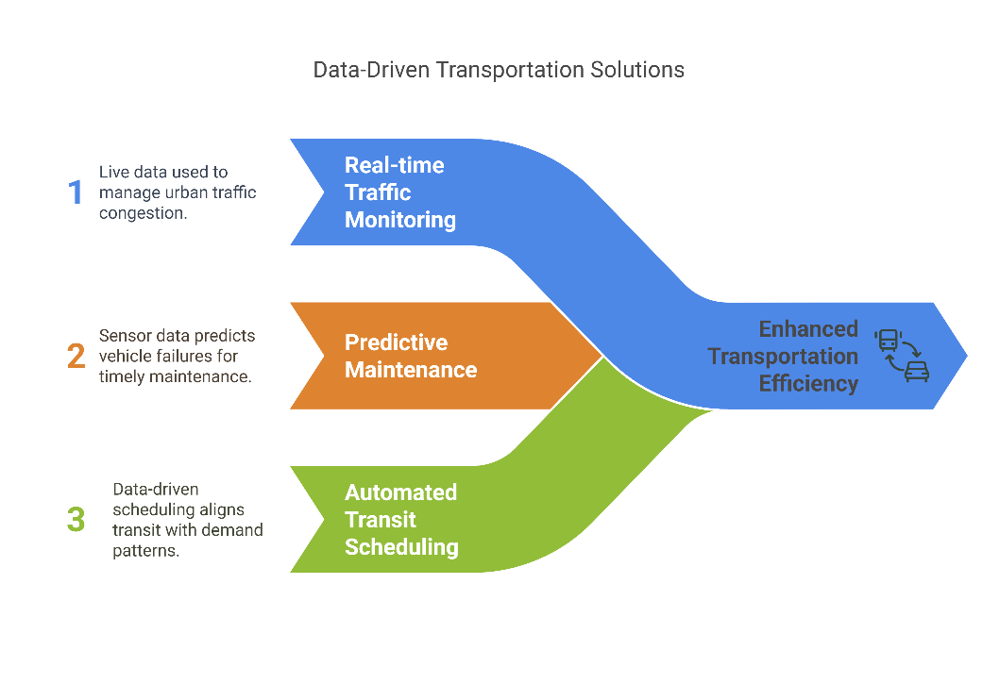 Data-Driven Transportation Solutions
1
Live data used to
manage urban traffic
congestion.
Real-time
Traffic
Monitoring
2
Sensor data predicts
vehicle failures for
timely maintenance.
Predictive
Maintenance
Enhanced
Transportation
Efficiency
3
Data-driven
scheduling aligns
transit with demand
patterns.
Automated
Transit
Scheduling